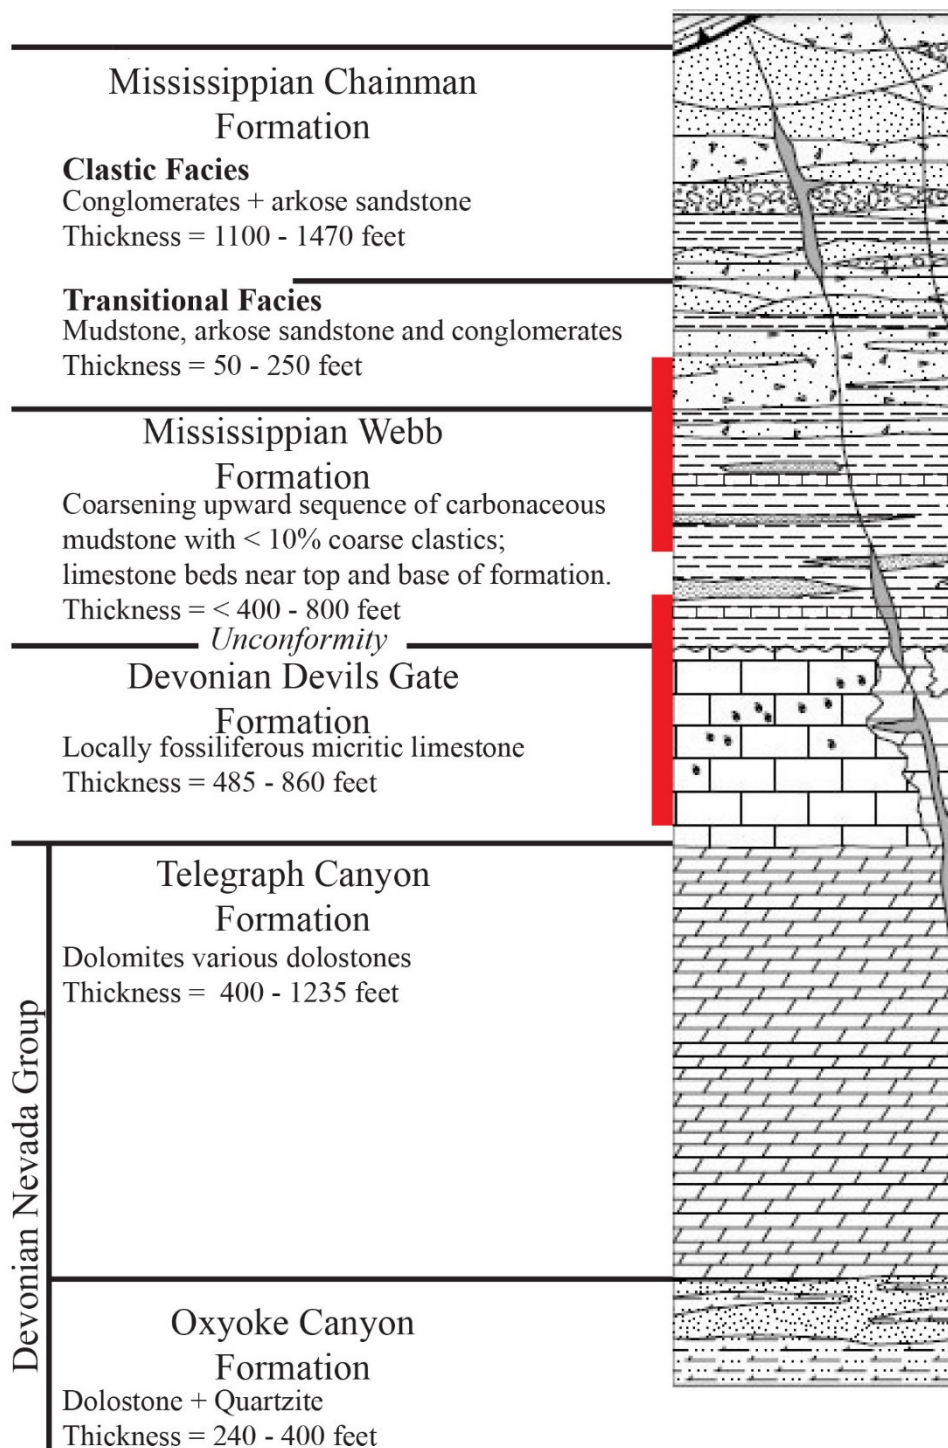 Mississippian Chainman
Formation
Clastic Facies
Conglomerates + arkose sandstone
Thickness = 1100 - 1470 feet
Transitional Facies
Mudstone, arkose sandstone and conglomerates
Thickness = 50 - 250 feet
Mississippian Webb
Formation
Coarsening upward sequence of carbonaceous
mudstone with < 10% coarse clastics;
limestone beds near top and base of formation.
Thickness = < 400 - 800 feet
Unconformity
Devonian Devils Gate
Formation
Locally fossiliferous micritic limestone
Thickness = 485 - 860 feet
Devonian Nevada Group
Telegraph Canyon
Formation
Dolomites various dolostones
Thickness =  400 - 1235 feet
Oxyoke Canyon
Formation
Dolostone + Quartzite
Thickness = 240 - 400 feet